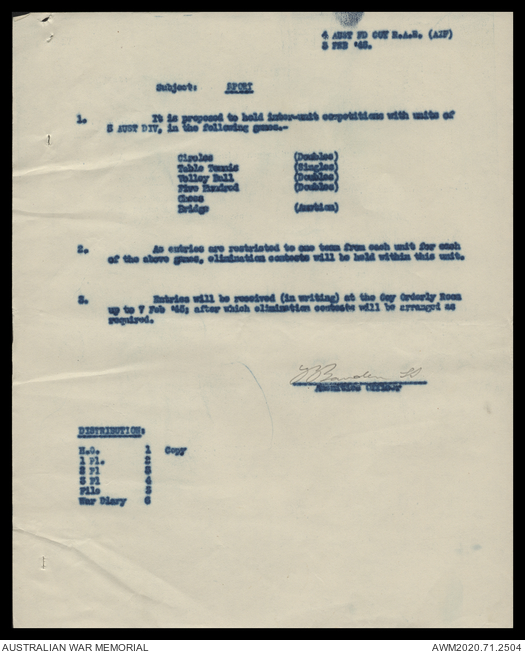 4 AUST FD COY R.A.E. (AIF)
3 FEB '45.
Subject: SPORT
1. It is proposed to hold inter-unit competitions with units of
5 AUST DIV, in the following games.-
(Doubles)
Table Tennis (Singles)
Volley Ball (Doubles)
Five Hundred (Doubles)
Chess
Bridge (Auction)
2. As entries are restricted to one team from each unit for each
of the above games, elimination contests will be held within this unit.
3. Entries will be received (in writing) at the Coy Orderly Room
up to 7 Feb '45; after which elimination contests will be arranged as
required.
Amenities Officer
DISTRIBUTION:
H.Q. 1 Copy
1 Pl. 2
2 Pl 3
3 Pl 4
File 5
War Diary 6
AUSTRALIAN WAR MEMORIAL AWM2020.71.2504